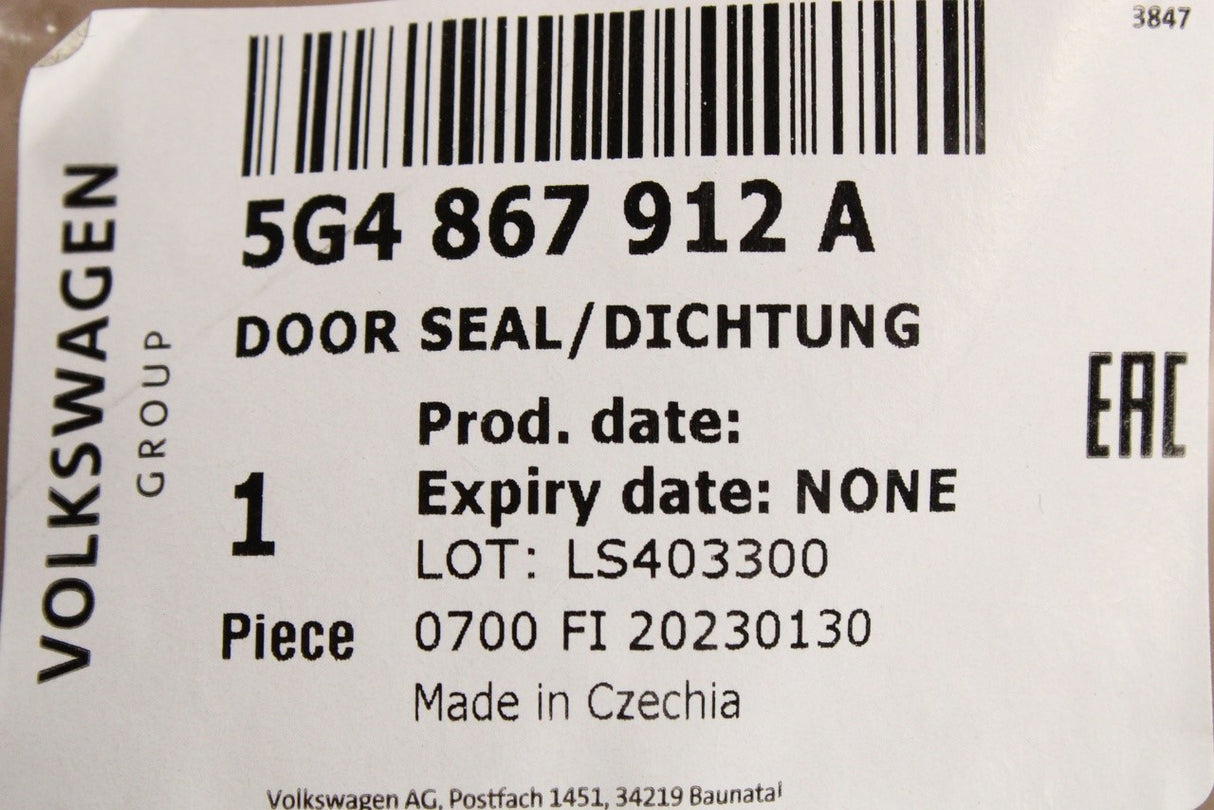 3847
VOLKSWAGEN
GROUP
5G4 867 912 A
DOOR SEAL/DICHTUNG
Prod. date:
Expiry date: NONE
1
LOT: LS403300
Piece
0700 FI 20230130
Made in Czechia
EAC
Volkswagen AG, Postfach 1451, 34219 Baunatal